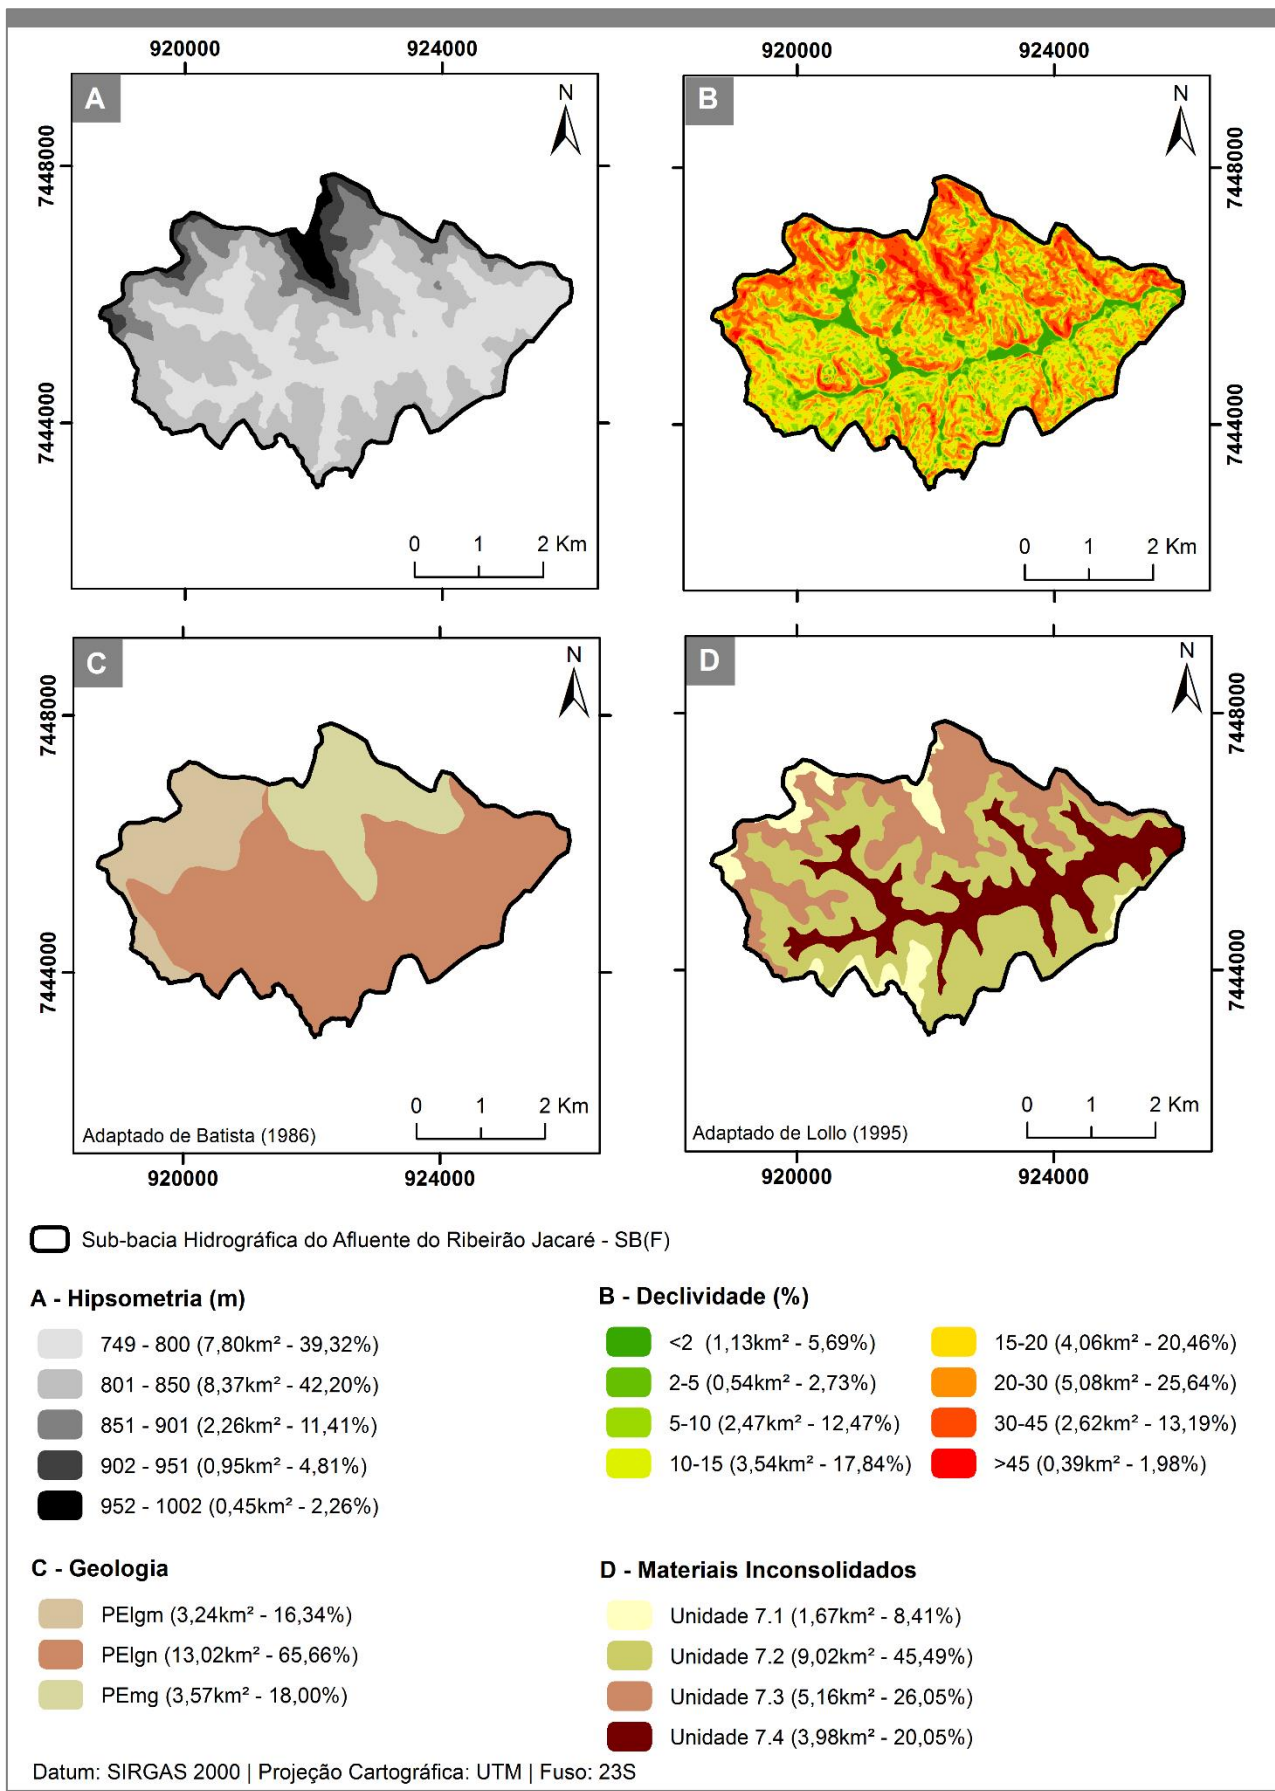 920000 924000 920000 924000
A N B N
7448000 7448000
7444000 7444000
0 1 2 Km 0 1 2 Km
C N D N
7448000 7448000
7444000 7444000
0 1 2 Km 0 1 2 Km
Adaptado de Batista (1986) Adaptado de Lollo (1995)
920000 924000 920000 924000
Sub-bacia Hidrográfica do Afluente do Ribeirão Jacaré - SB(F)
A - Hipsometria (m)
749 - 800 (7,80km² - 39,32%)
801 - 850 (8,37km² - 42,20%)
851 - 901 (2,26km² - 11,41%)
902 - 951 (0,95km² - 4,81%)
952 - 1002 (0,45km² - 2,26%)
B - Declividade (%)
<2 (1,13km² - 5,69%)
2-5 (0,54km² - 2,73%)
5-10 (2,47km² - 12,47%)
10-15 (3,54km² - 17,84%)
15-20 (4,06km² - 20,46%)
20-30 (5,08km² - 25,64%)
30-45 (2,62km² - 13,19%)
>45 (0,39km² - 1,98%)
C - Geologia
PEIgm (3,24km² - 16,34%)
PEIgn (13,02km² - 65,66%)
PEmg (3,57km² - 18,00%)
D - Materiais Inconsolidados
Unidade 7.1 (1,67km² - 8,41%)
Unidade 7.2 (9,02km² - 45,49%)
Unidade 7.3 (5,16km² - 26,05%)
Unidade 7.4 (3,98km² - 20,05%)
Datum: SIRGAS 2000 | Projeção Cartográfica: UTM | Fuso: 23S